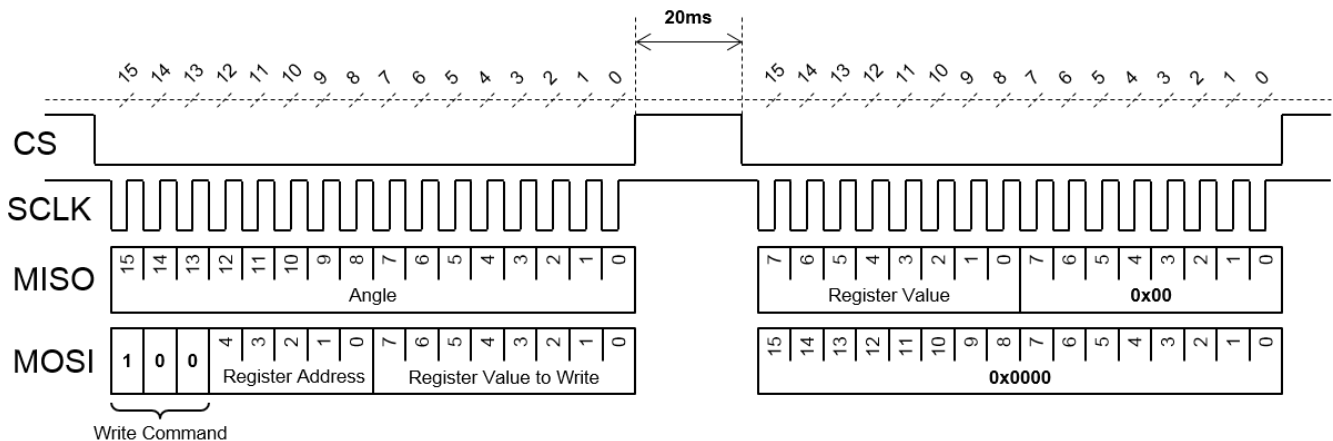 20ms
15 14 13 12 11 10 9 8 7 6 5 4 3 2 1 0 15 14 13 12 11 10 9 8 7 6 5 4 3 2 1 0
CS
SCLK
MISO 15 14 13 12 11 10 9 8 7 6 5 4 3 2 1 0 7 6 5 4 3 2 1 0 7 6 5 4 3 2 1 0
Angle Register Value 0x00
MOSI 1 0 0 4 3 2 1 0 7 6 5 4 3 2 1 0 15 14 13 12 11 10 9 8 7 6 5 4 3 2 1 0
Register Address Register Value to Write 0x0000
Write Command